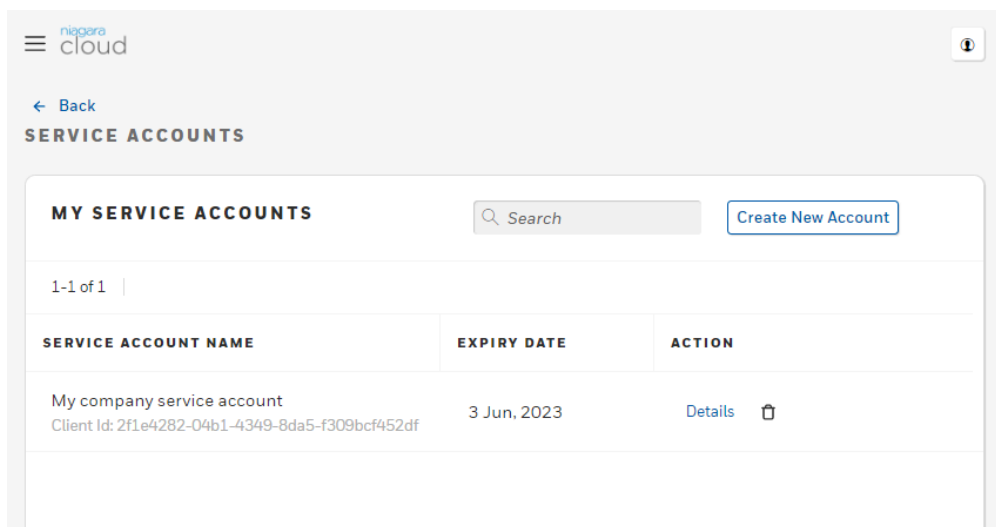 niagara
cloud
Back
SERVICE ACCOUNTS
MY SERVICE ACCOUNTS
Search
Create New Account
1-1 of 1
SERVICE ACCOUNT NAME
EXPIRY DATE
ACTION
My company service account
Client Id: 2f1e4282-04b1-4349-8da5-f309bcf452df
3 Jun, 2023
Details